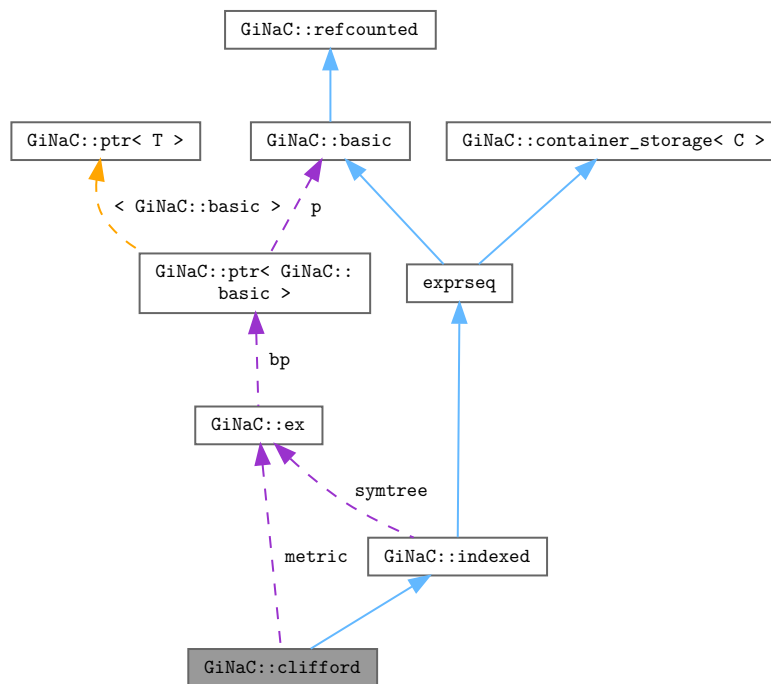 GiNaC::refcounted
GiNaC::ptr< T >
GiNaC::basic
GiNaC::container_storage< C >
< GiNaC::basic >
p
GiNaC::ptr< GiNaC::
basic >
exprseq
bp
GiNaC::ex
symtree
metric
GiNaC::indexed
GiNaC::clifford